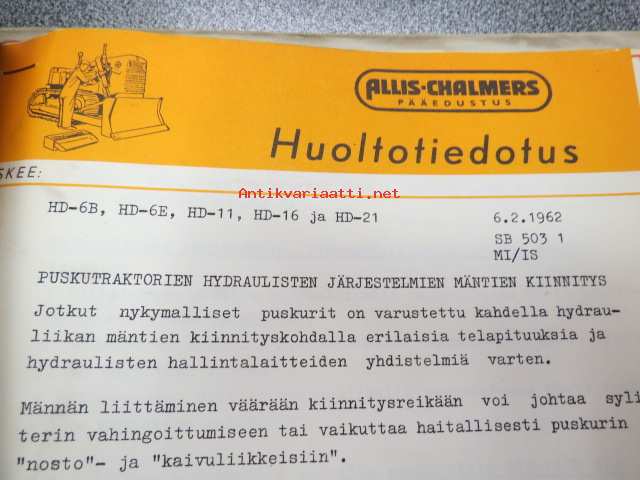 ALLIS-CHALMERS
PÄÄEDUSTUS
Huoltotiedotus
SKEE:
Antikvariaatti.net
HD-6B, HD-6E, HD-11, HD-16 ja HD-21
6.2.1962
SB 503 1
MI/IS
PUSKUTRAKTORIEN HYDRAULISTEN JÄRJESTELMIEN MÄNTIEN KIINNITYS
Jotkut nykymalliset puskurit on varustettu kahdella hydrau-
liikan mäntien kiinnityskohdalla erilaisia telapituuksia ja
hydraulisten hallintalaitteiden yhdistelmiä varten.
Männän liittäminen väärään kiinnitysreikään voi johtaa syli
terin vahingoittumiseen tai vaikuttaa haitallisesti puskurin
"nosto"- ja "kaivuliikkeisiin".